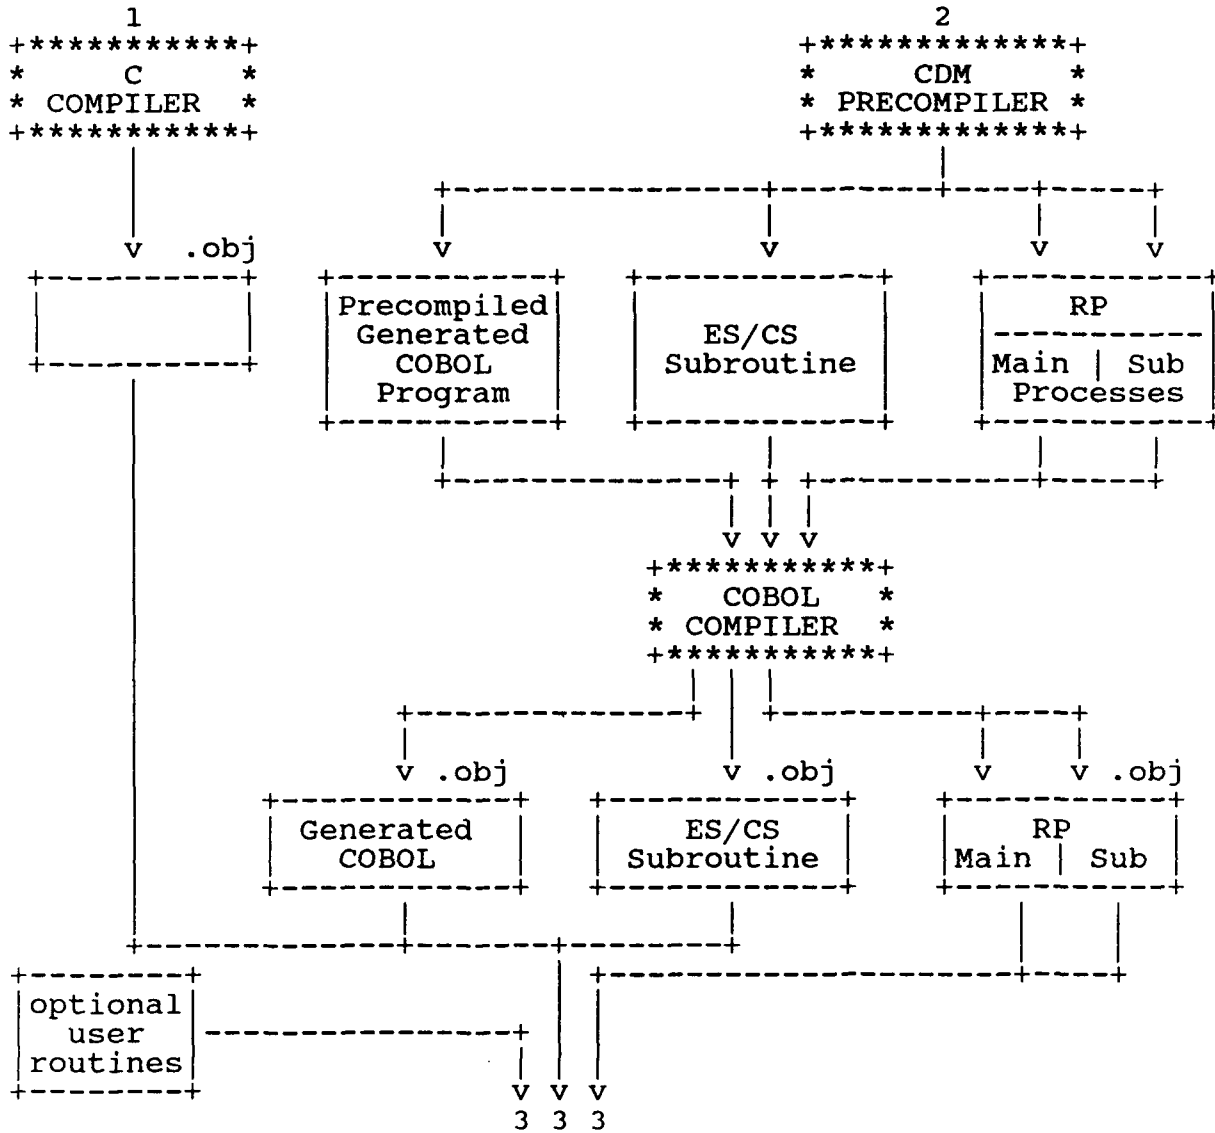 1
2
C
COMPILER
CDM
PRECOMPILER
.obj
Precompiled
Generated
COBOL
Program
ES/CS
Subroutine
RP
Main | Sub
Processes
COBOL
COMPILER
.obj
.obj
.obj
Generated
COBOL
ES/CS
Subroutine
RP
Main | Sub
optional
user
routines
3 3 3